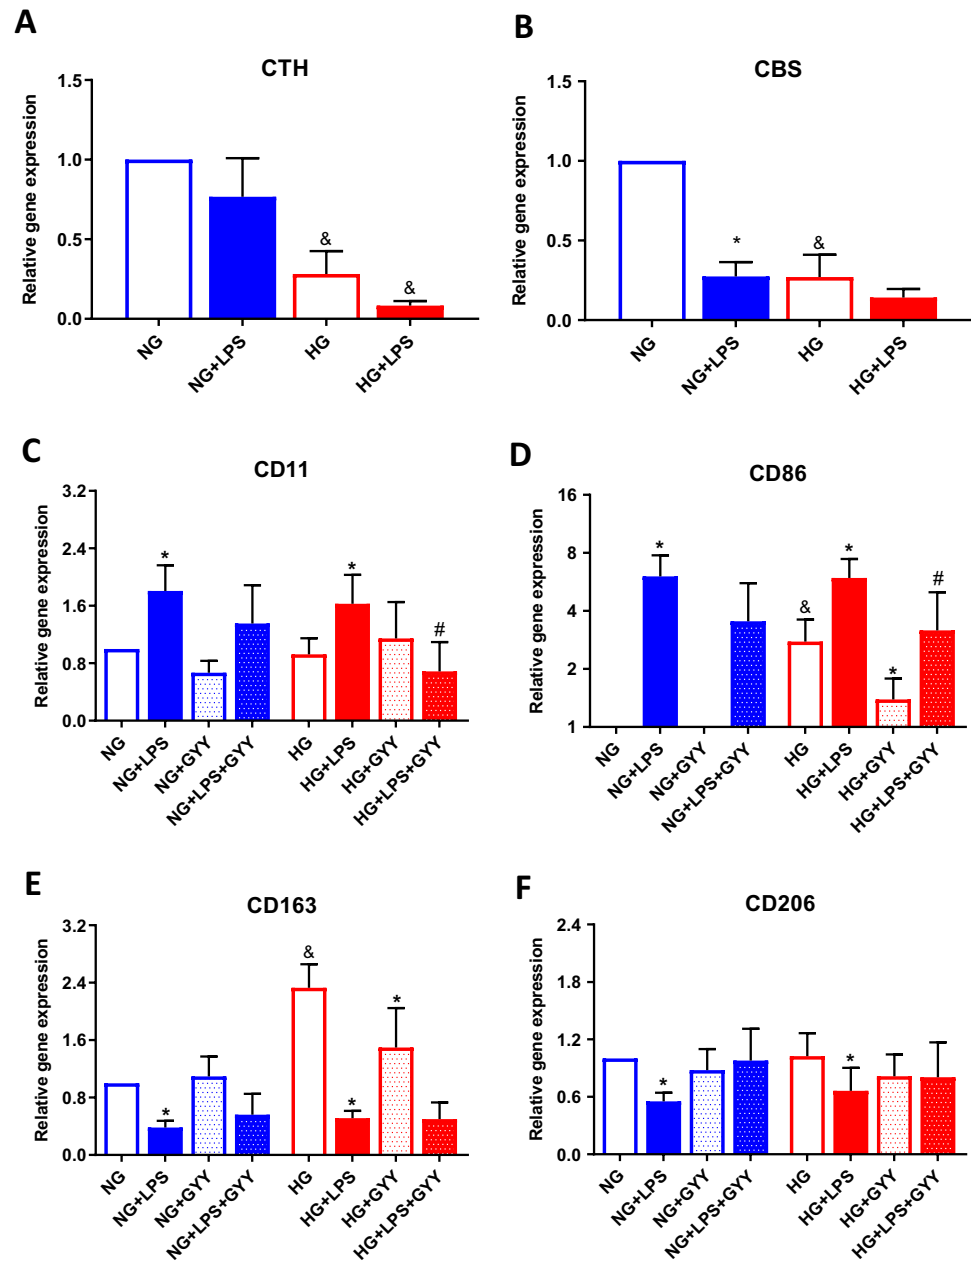 A
CTH
Relative gene expression
1.5
1.0
0.5
0.0
&
&
NG
NG+LPS
HG
HG+LPS
B
CBS
Relative gene expression
1.5
1.0
0.5
0.0
*
&
NG
NG+LPS
HG
HG+LPS
C
CD11
Relative gene expression
3.2
2.4
1.6
0.8
0.0
*
*
#
NG
NG+LPS
NG+GYY
NG+LPS+GYY
HG
HG+LPS
HG+GYY
HG+LPS+GYY
D
CD86
Relative gene expression
16
8
4
2
1
*
&
*
*
#
NG
NG+LPS
NG+GYY
NG+LPS+GYY
HG
HG+LPS
HG+GYY
HG+LPS+GYY
E
CD163
Relative gene expression
3.2
2.4
1.6
0.8
0.0
*
&
*
*
NG
NG+LPS
NG+GYY
NG+LPS+GYY
HG
HG+LPS
HG+GYY
HG+LPS+GYY
F
CD206
Relative gene expression
2.4
1.8
1.2
0.6
0.0
*
*
NG
NG+LPS
NG+GYY
NG+LPS+GYY
HG
HG+LPS
HG+GYY
HG+LPS+GYY